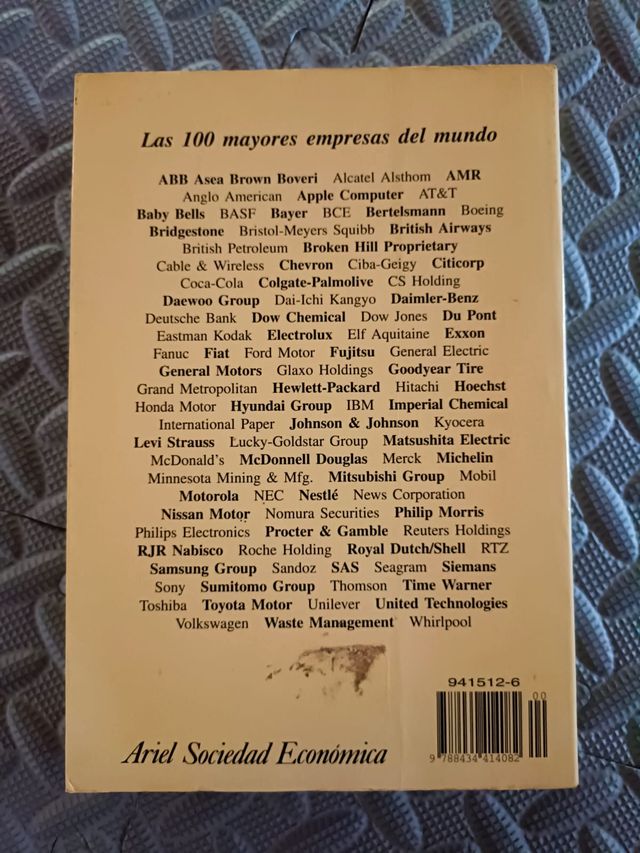 Las 100 mayores empresas del mundo
ABB Asea Brown Boveri Alcatel Alsthom AMR
Anglo American Apple Computer AT&T
Baby Bells BASF Bayer BCE Bertelsmann Boeing
Bridgestone Bristol-Meyers Squibb British Airways
British Petroleum Broken Hill Proprietary
Cable & Wireless Chevron Ciba-Geigy Citicorp
Coca-Cola Colgate-Palmolive CS Holding
Daewoo Group Dai-Ichi Kangyo Daimler-Benz
Deutsche Bank Dow Chemical Dow Jones Du Pont
Eastman Kodak Electrolux Elf Aquitaine Exxon
Fanuc Fiat Ford Motor Fujitsu General Electric
General Motors Glaxo Holdings Goodyear Tire
Grand Metropolitan Hewlett-Packard Hitachi Hoechst
Honda Motor Hyundai Group IBM Imperial Chemical
International Paper Johnson & Johnson Kyocera
Levi Strauss Lucky-Goldstar Group Matsushita Electric
McDonald's McDonnell Douglas Merck Michelin
Minnesota Mining & Mfg. Mitsubishi Group Mobil
Motorola NEC Nestlé News Corporation
Nissan Motor Nomura Securities Philip Morris
Philips Electronics Procter & Gamble Reuters Holdings
RJR Nabisco Roche Holding Royal Dutch/Shell RTZ
Samsung Group Sandoz SAS Seagram Siemans
Sony Sumitomo Group Thomson Time Warner
Toshiba Toyota Motor Unilever United Technologies
Volkswagen Waste Management Whirlpool
941512-6
00
9 788434 414082
Ariel Sociedad Económica